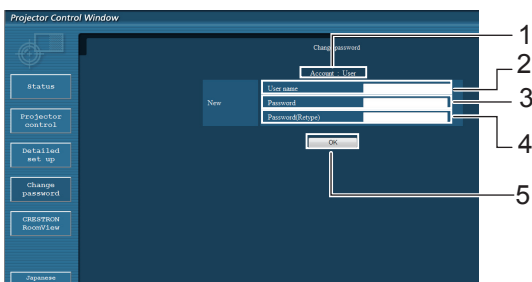 Projector Control Window
Change password
Account : User
New
User name
Password
Password(Retype)
OK
Status
Projector
control
Detailed
set up
Change
password
CRESTRON
RoomView
Japanese
1
2
3
4
5